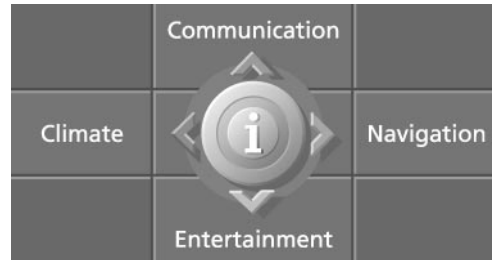 Communication
Climate
i
Navigation
Entertainment